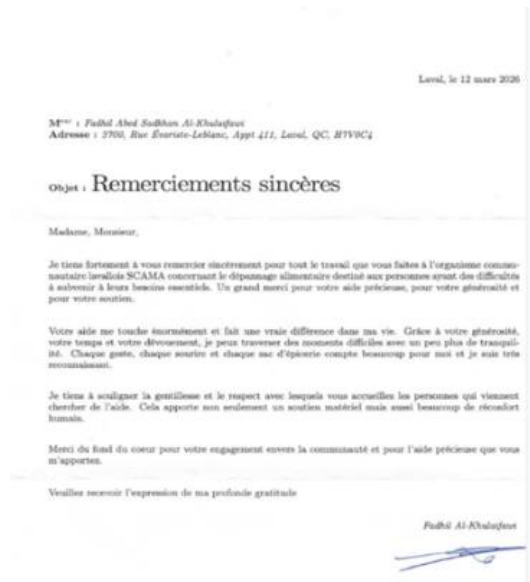 Laval, le 12 mars 2026
Mme : Fadhil Abed Sadkhan Al-Khulaifawi
Adresse : 3700, Rue Évariste-Leblanc, Appt 411, Laval, QC, H7V0C4
Objet : Remerciements sincères
Madame, Monsieur,
Je tiens fortement à vous remercier sincèrement pour tout le travail que vous faites à l'organisme commu-
nautaire lavallois SCAMA concernant le dépannage alimentaire destiné aux personnes ayant des difficultés
à subvenir à leurs besoins essentiels. Un grand merci pour votre aide précieuse, pour votre générosité et
pour votre soutien.
Votre aide me touche énormément et fait une vraie différence dans ma vie. Grâce à votre générosité,
votre temps et votre dévouement, je peux traverser des moments difficiles avec un peu plus de tranquil-
ité. Chaque geste, chaque sourire et chaque sac d'épicerie compte beaucoup pour moi et je suis très
reconnaissant.
Je tiens à souligner la gentillesse et le respect avec lesquels vous accueillez les personnes qui viennent
chercher de l'aide. Cela apporte non seulement un soutien matériel mais aussi beaucoup de réconfort
humain.
Merci du fond du coeur pour votre engagement envers la communauté et pour l'aide précieuse que vous
m'apportez.
Veuillez recevoir l'expression de ma profonde gratitude
Fadhil Al-Khulaifawi